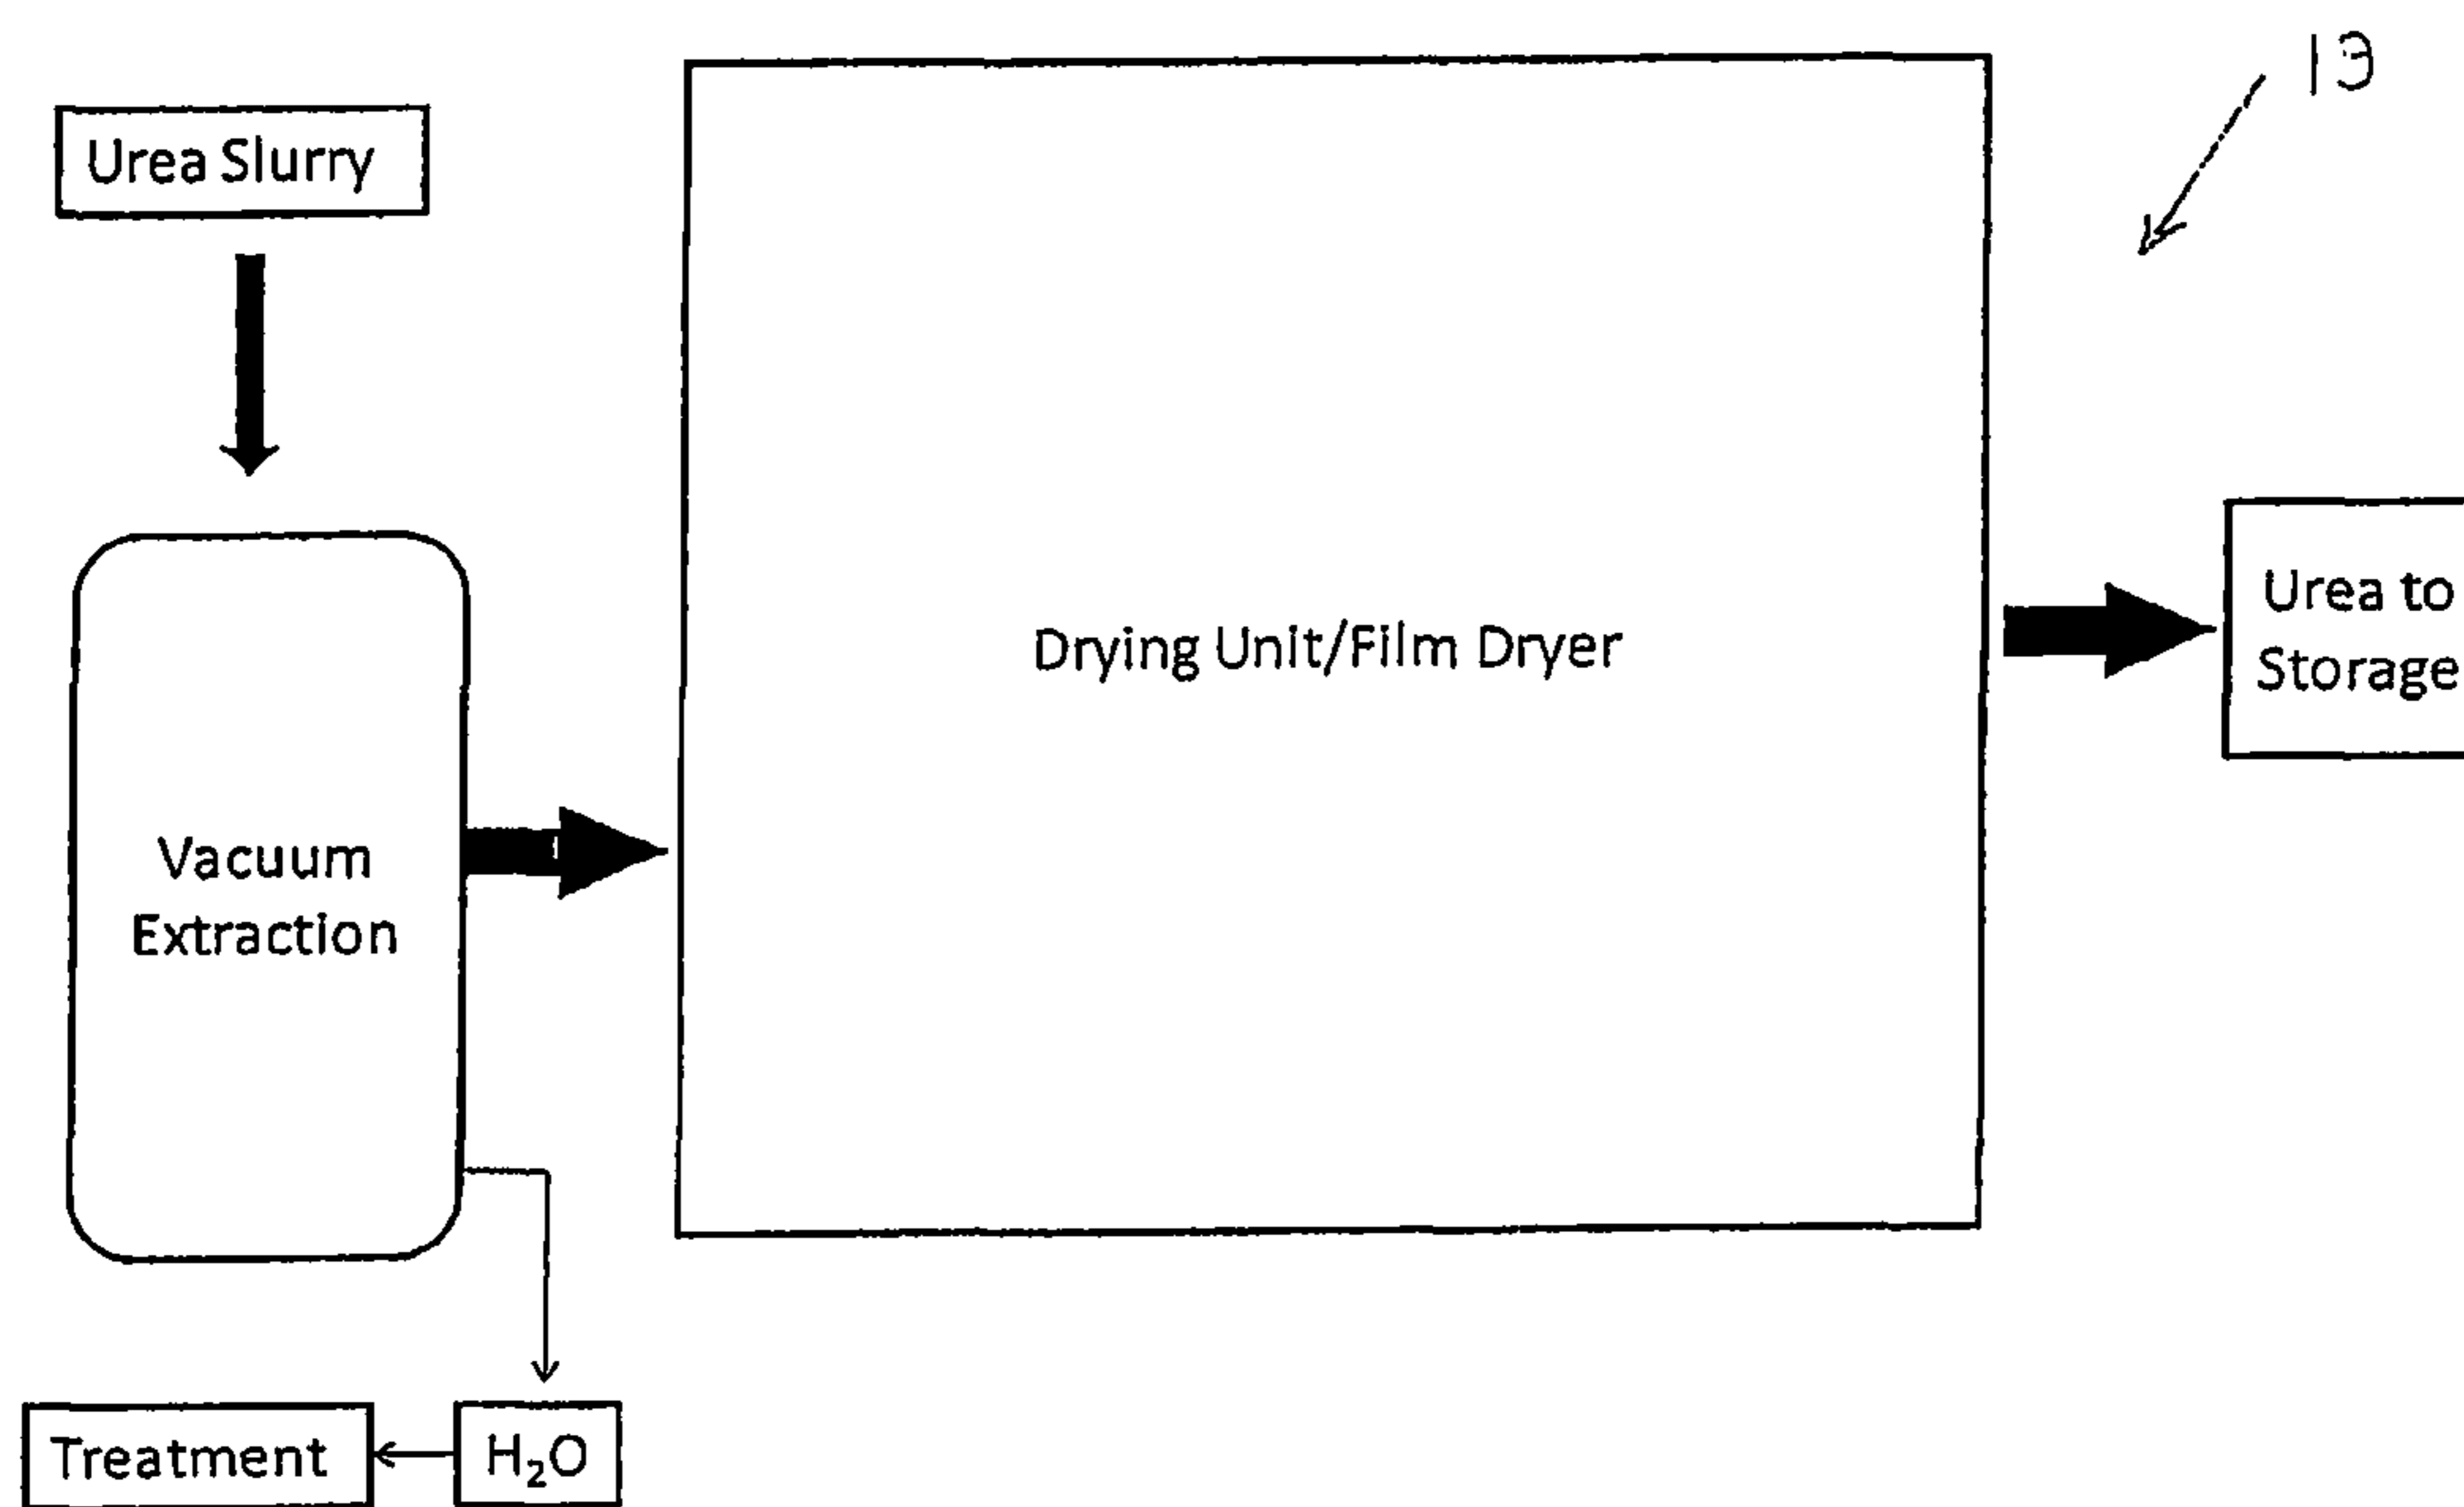 13
Urea Slurry
Drying Unit/Film Dryer
Urea to
Storage
Vacuum
Extraction
Treatment
H₂O